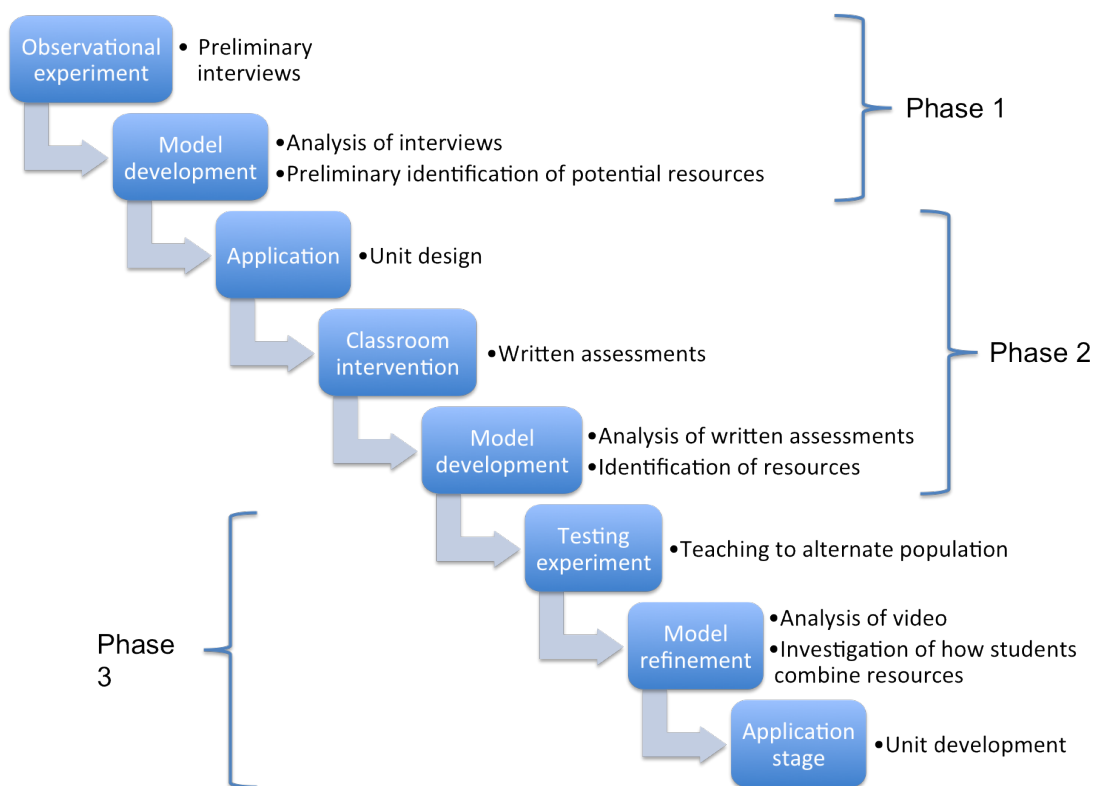 Observational
experiment
• Preliminary
interviews
Phase 1
Model
development
•Analysis of interviews
•Preliminary identification of potential resources
Application
•Unit design
Classroom
intervention
•Written assessments
Phase 2
Model
development
•Analysis of written assessments
•Identification of resources
Testing
experiment
•Teaching to alternate population
Phase
3
Model
refinement
•Analysis of video
•Investigation of how students
combine resources
Application
stage
•Unit development